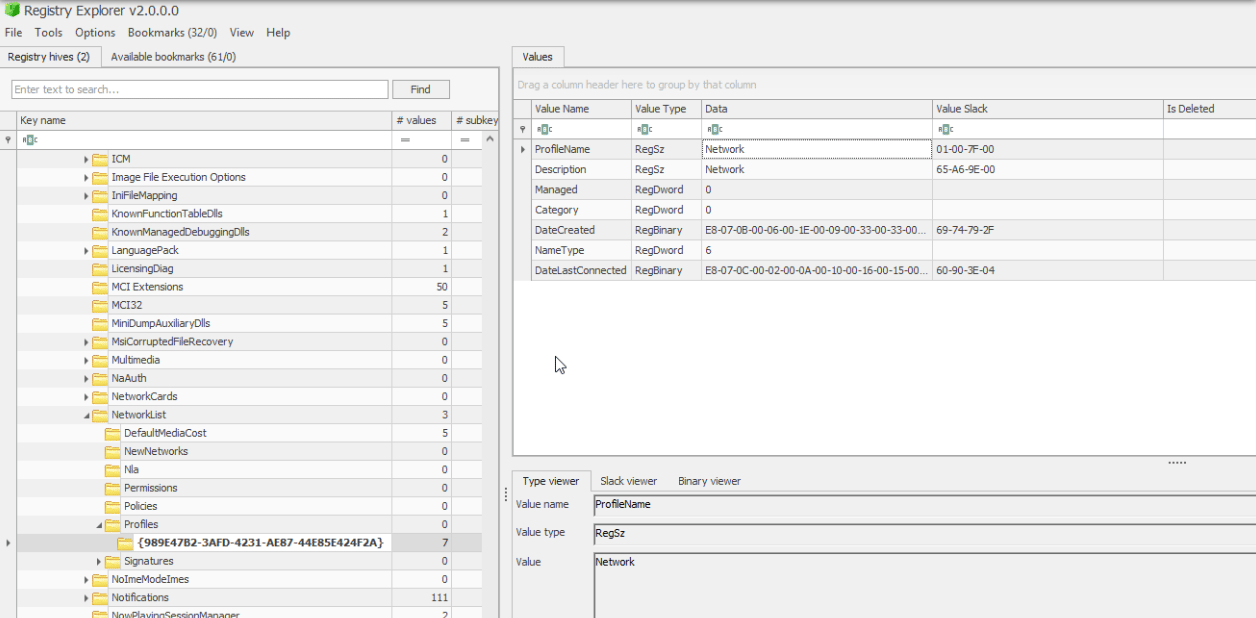 Registry Explorer v2.0.0.0
File Tools Options Bookmarks (32/0) View Help
Registry hives (2) Available bookmarks (61/0)
Enter text to search... Find
Key name # values # subkey
ICM 0
Image File Execution Options 0
IniFileMapping 0
KnownFunctionTableDlls 1
KnownManagedDebuggingDlls 2
LanguagePack 1
LicensingDiag 1
MCI Extensions 50
MCI32 5
MiniDumpAuxiliaryDlls 5
MsiCorruptedFileRecovery 0
Multimedia 0
NaAuth 0
NetworkCards 0
NetworkList 3
DefaultMediaCost 5
NewNetworks 0
Nla 0
Permissions 0
Policies 0
Profiles 0
{989E47B2-3AFD-4231-AE87-44E85E424F2A} 7
Signatures 0
NoImeModeImes 0
Notifications 111
NowPlayingSessionManager 2
Values
Drag a column header here to group by that column
Value Name Value Type Data Value Slack Is Deleted
ProfileName RegSz Network 01-00-7F-00
Description RegSz Network 65-A6-9E-00
Managed RegDword 0
Category RegDword 0
DateCreated RegBinary E8-07-0B-00-06-00-1E-00-09-00-33-00-33-00... 69-74-79-2F
NameType RegDword 6
DateLastConnected RegBinary E8-07-0C-00-02-00-0A-00-10-00-16-00-15-00... 60-90-3E-04
Type viewer Slack viewer Binary viewer
Value name ProfileName
Value type RegSz
Value Network